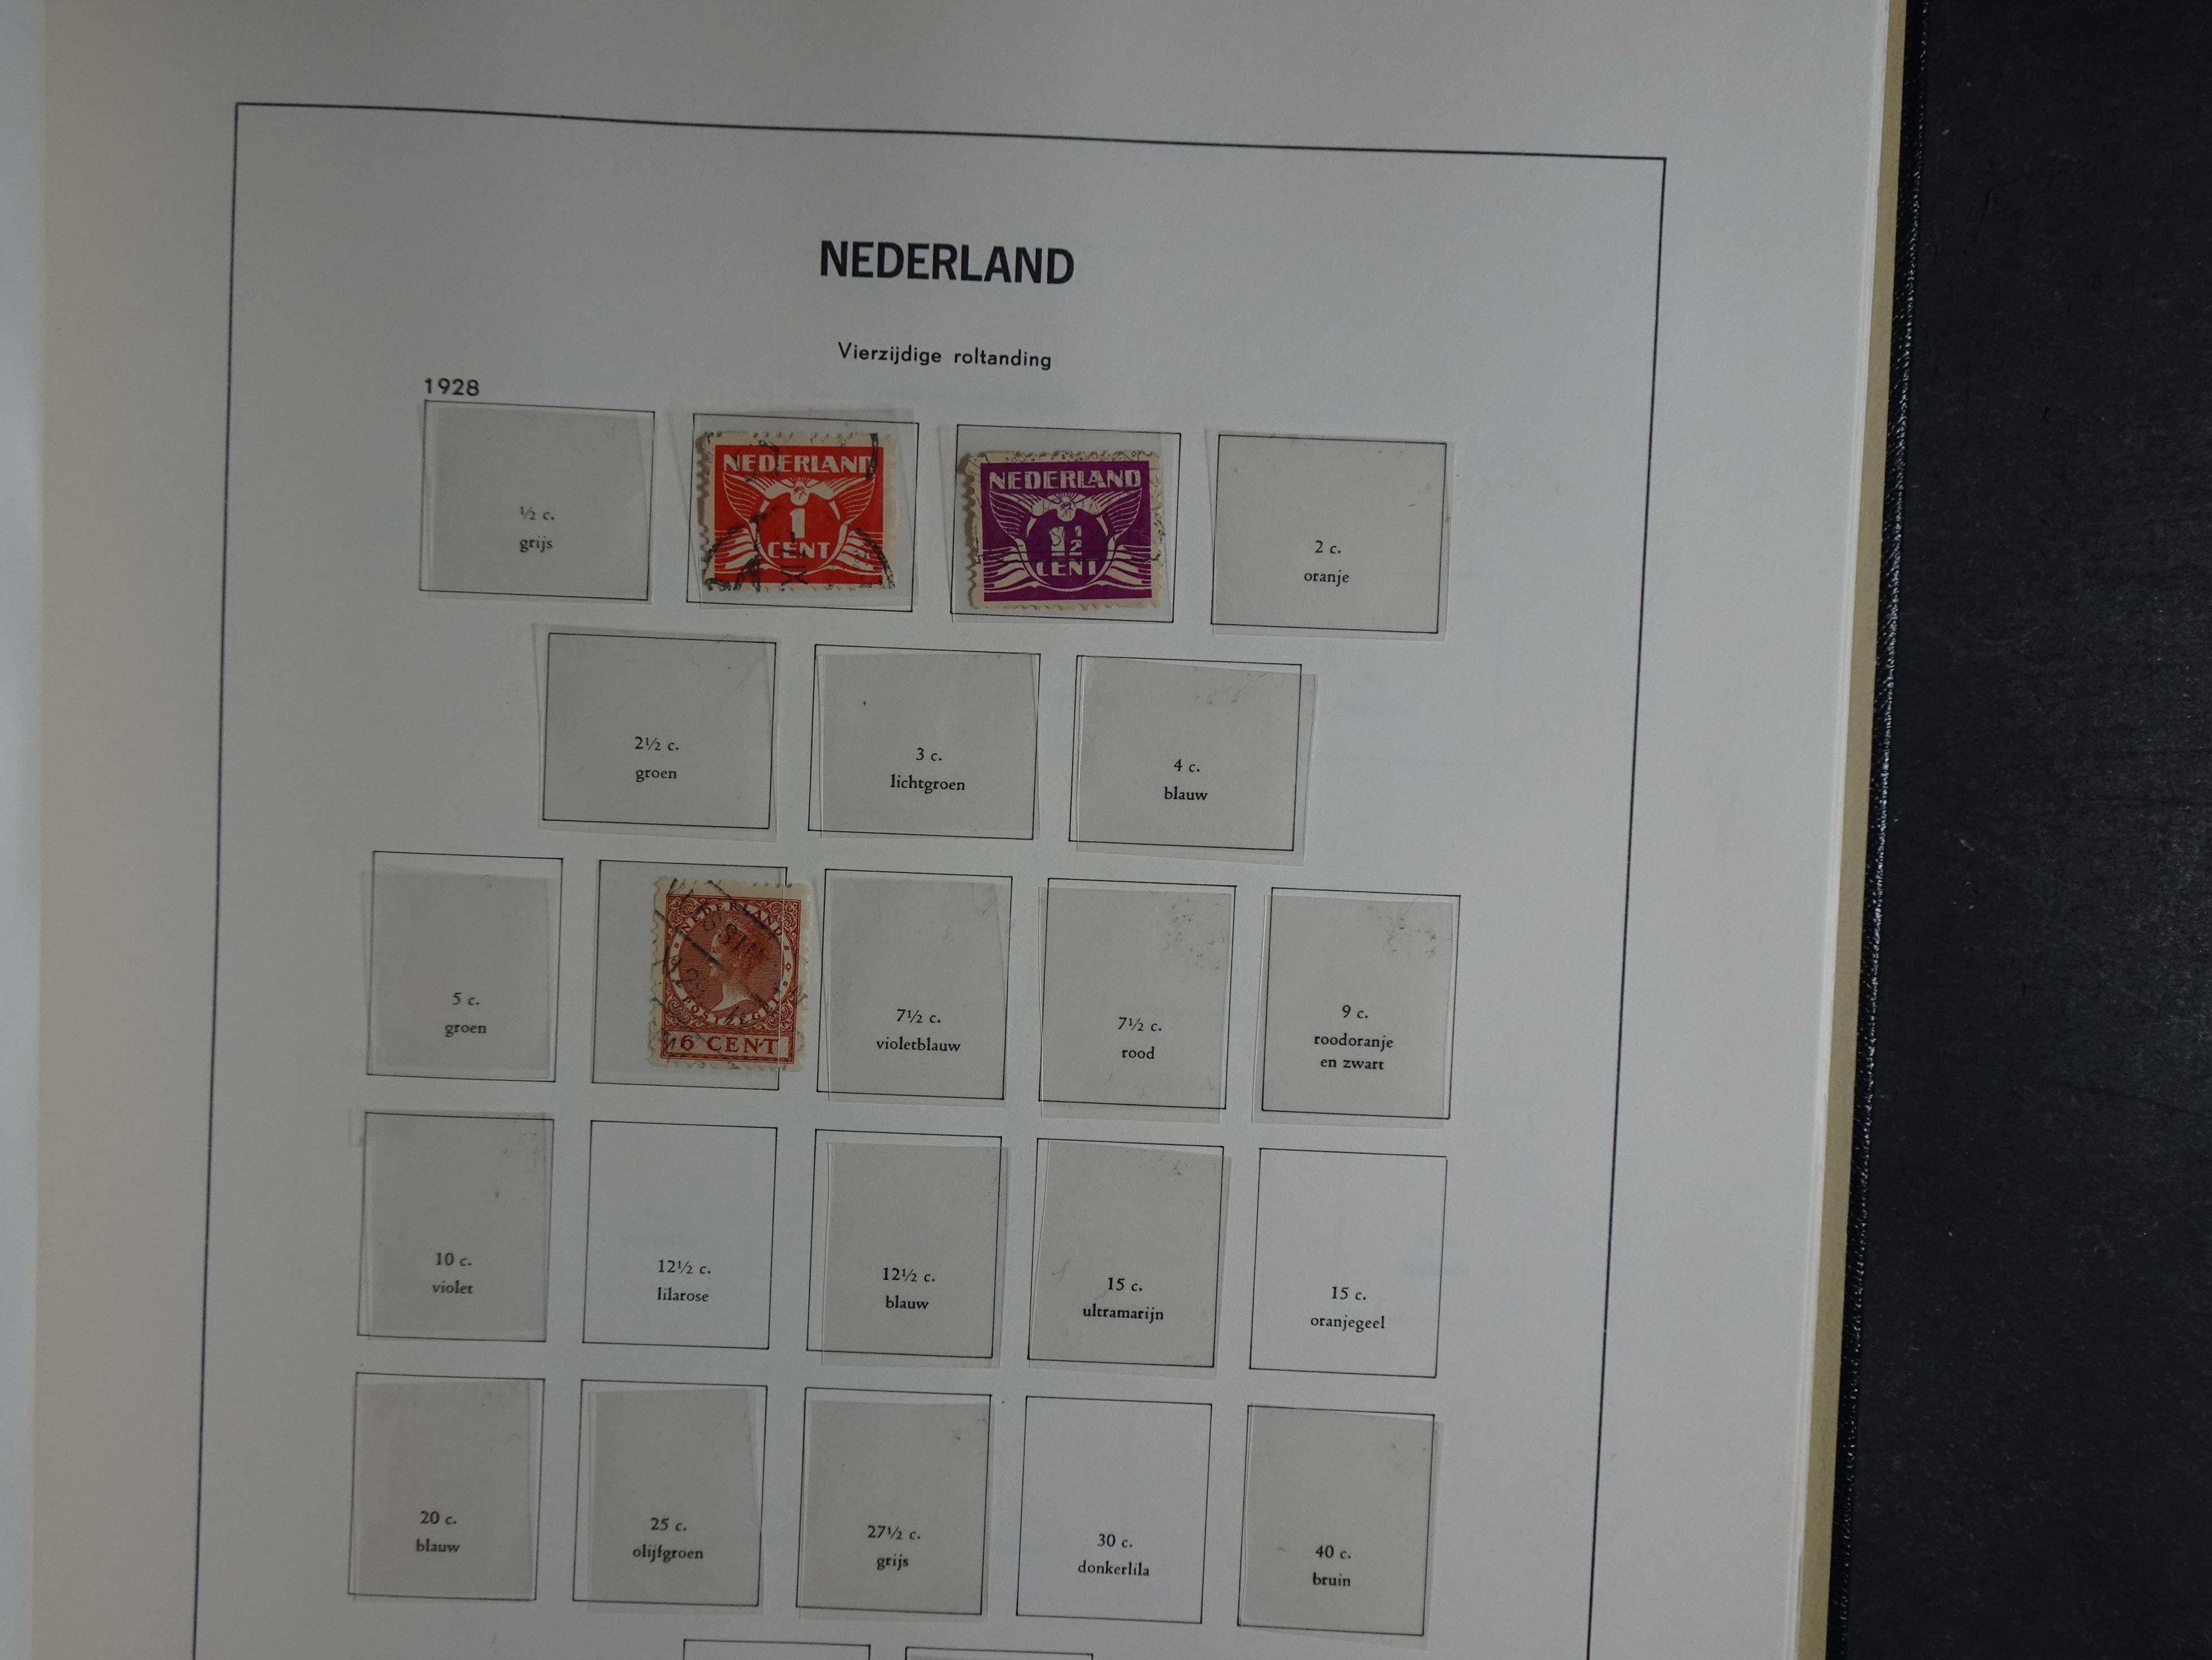 NEDERLAND
Vierzijdige roltanding
1928
½ c.
grijs
NEDERLAND
1
CENT
NEDERLAND
1½
CENT
2 c.
oranje
2½ c.
groen
3 c.
lichtgroen
4 c.
blauw
5 c.
groen
NEDERLAND
POSTZEGEL
6 CENT
7½ c.
violetblauw
7½ c.
rood
9 c.
roodoranje
en zwart
10 c.
violet
12½ c.
lilarose
12½ c.
blauw
15 c.
ultramarijn
15 c.
oranjegeel
20 c.
blauw
25 c.
olijfgroen
27½ c.
grijs
30 c.
donkerlila
40 c.
bruin